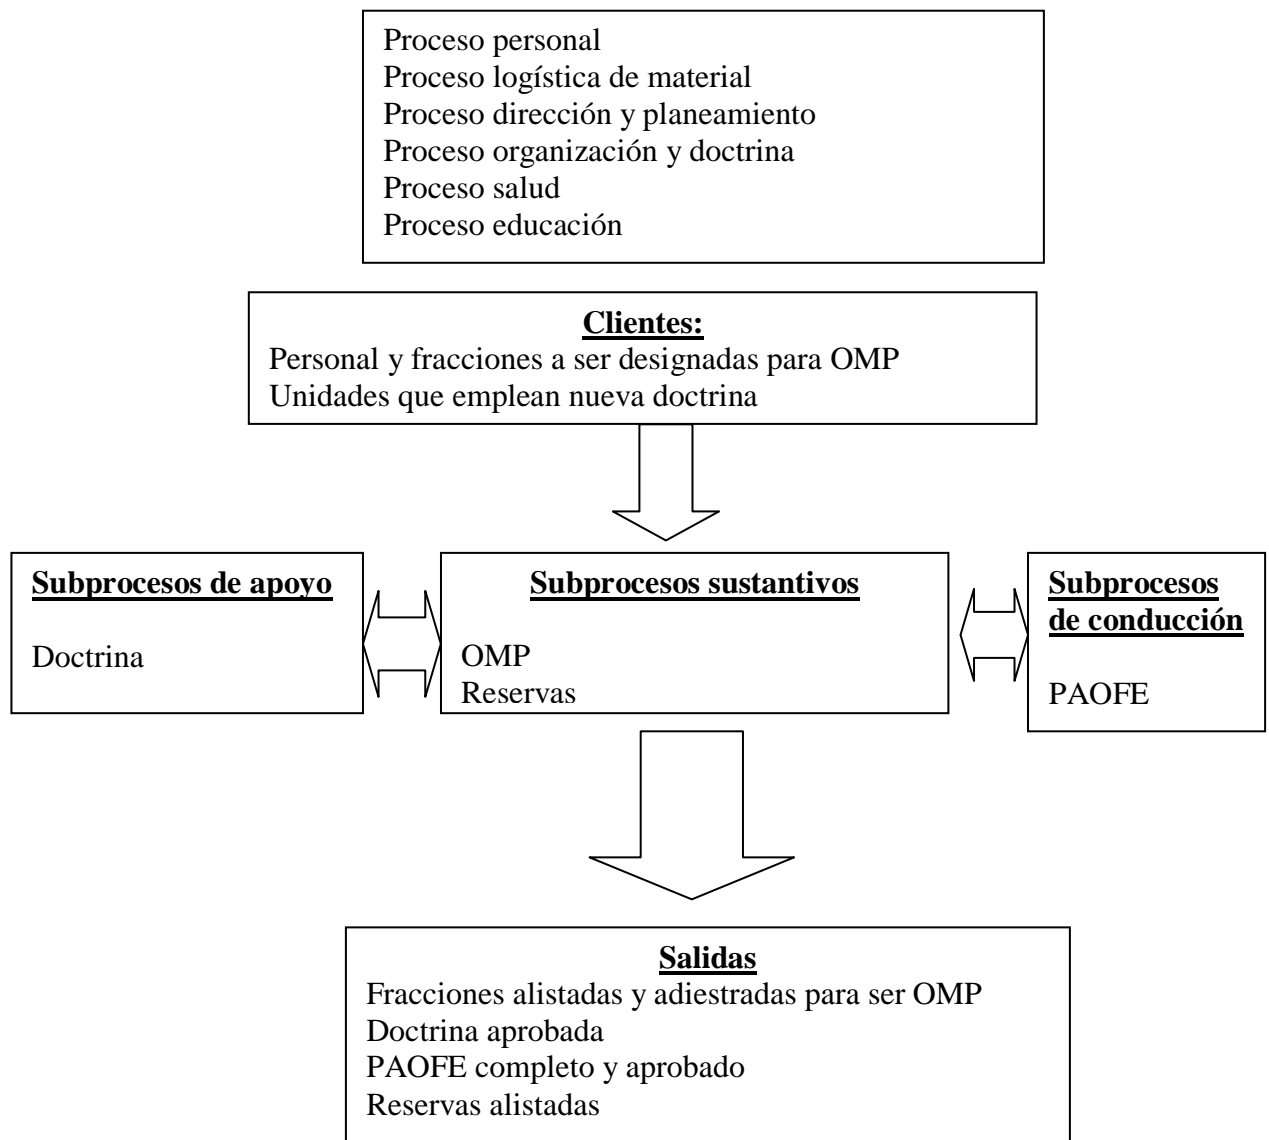 Proceso personal
Proceso logística de material
Proceso dirección y planeamiento
Proceso organización y doctrina
Proceso salud
Proceso educación
Clientes:
Personal y fracciones a ser designadas para OMP
Unidades que emplean nueva doctrina
Subprocesos de apoyo
Doctrina
Subprocesos sustantivos
OMP
Reservas
Subprocesos
de conducción
PAOFE
Salidas
Fracciones alistadas y adiestradas para ser OMP
Doctrina aprobada
PAOFE completo y aprobado
Reservas alistadas